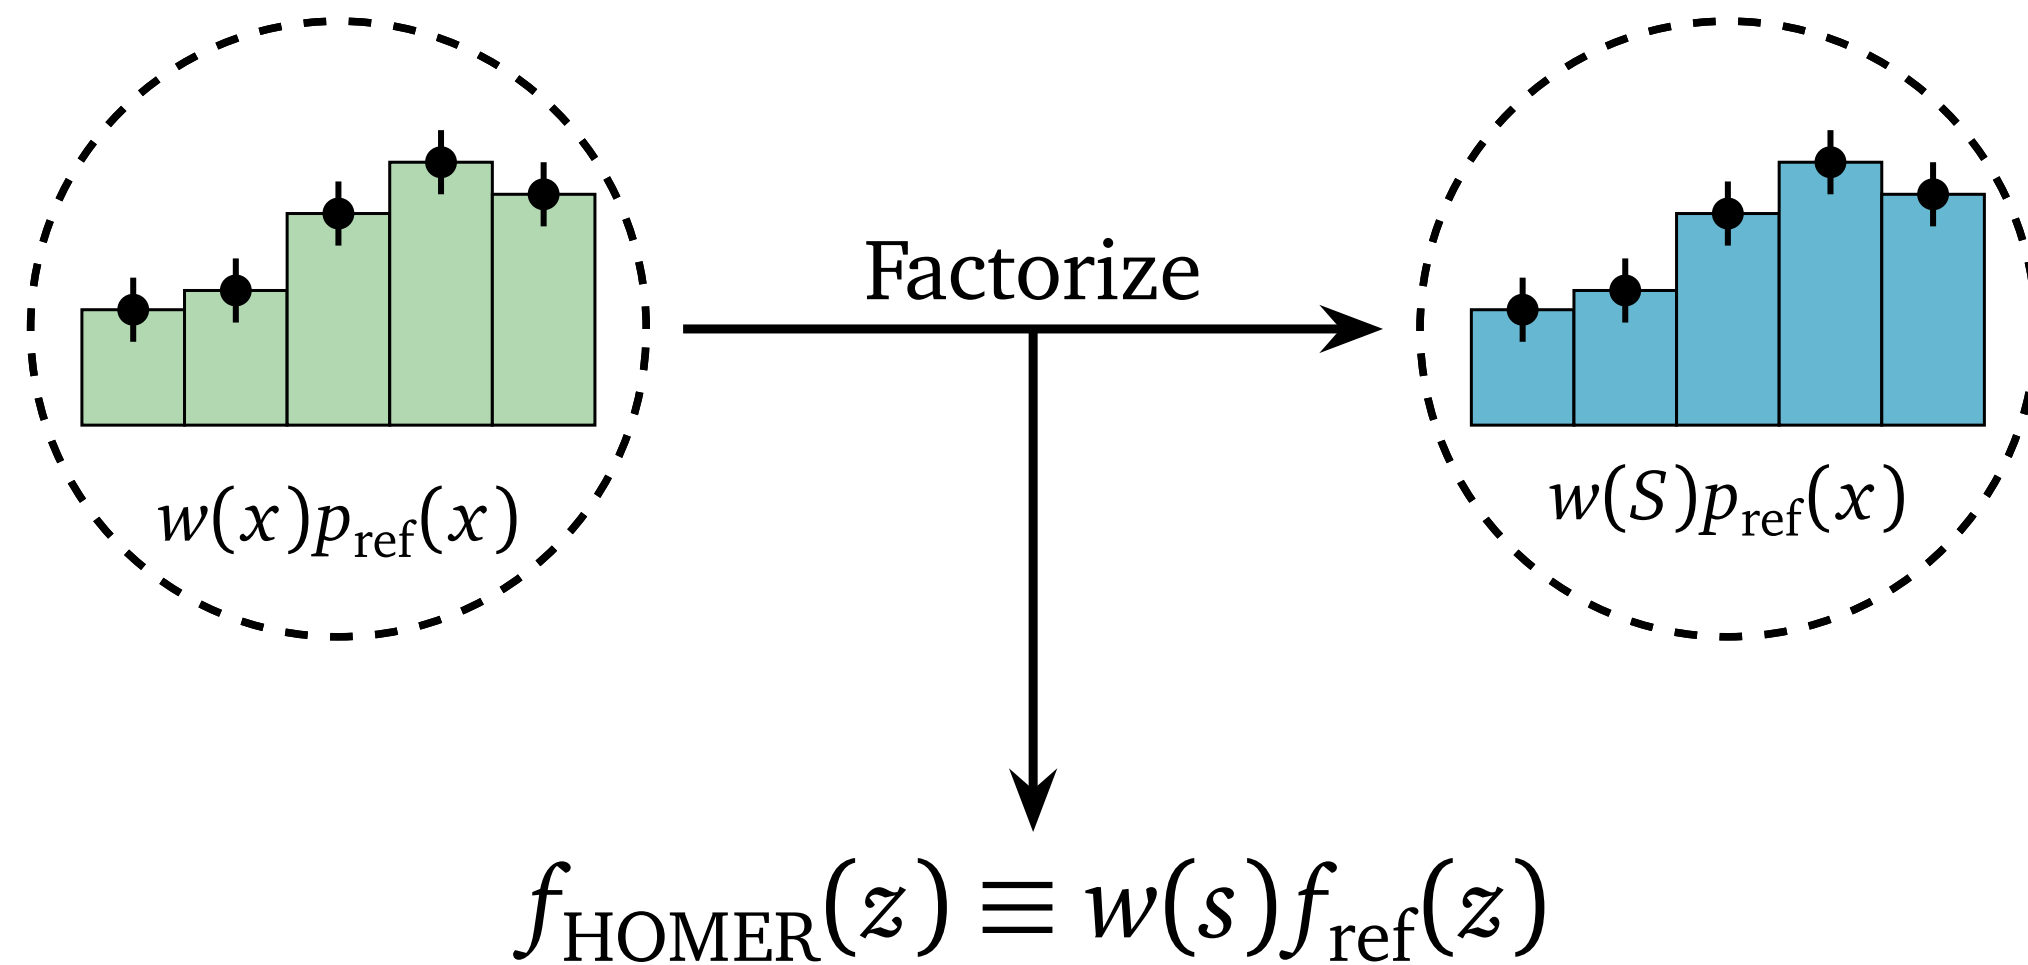 Factorize
w(x)p_ref(x)
w(S)p_ref(x)
f_HOMER(z) ≡ w(s)f_ref(z)